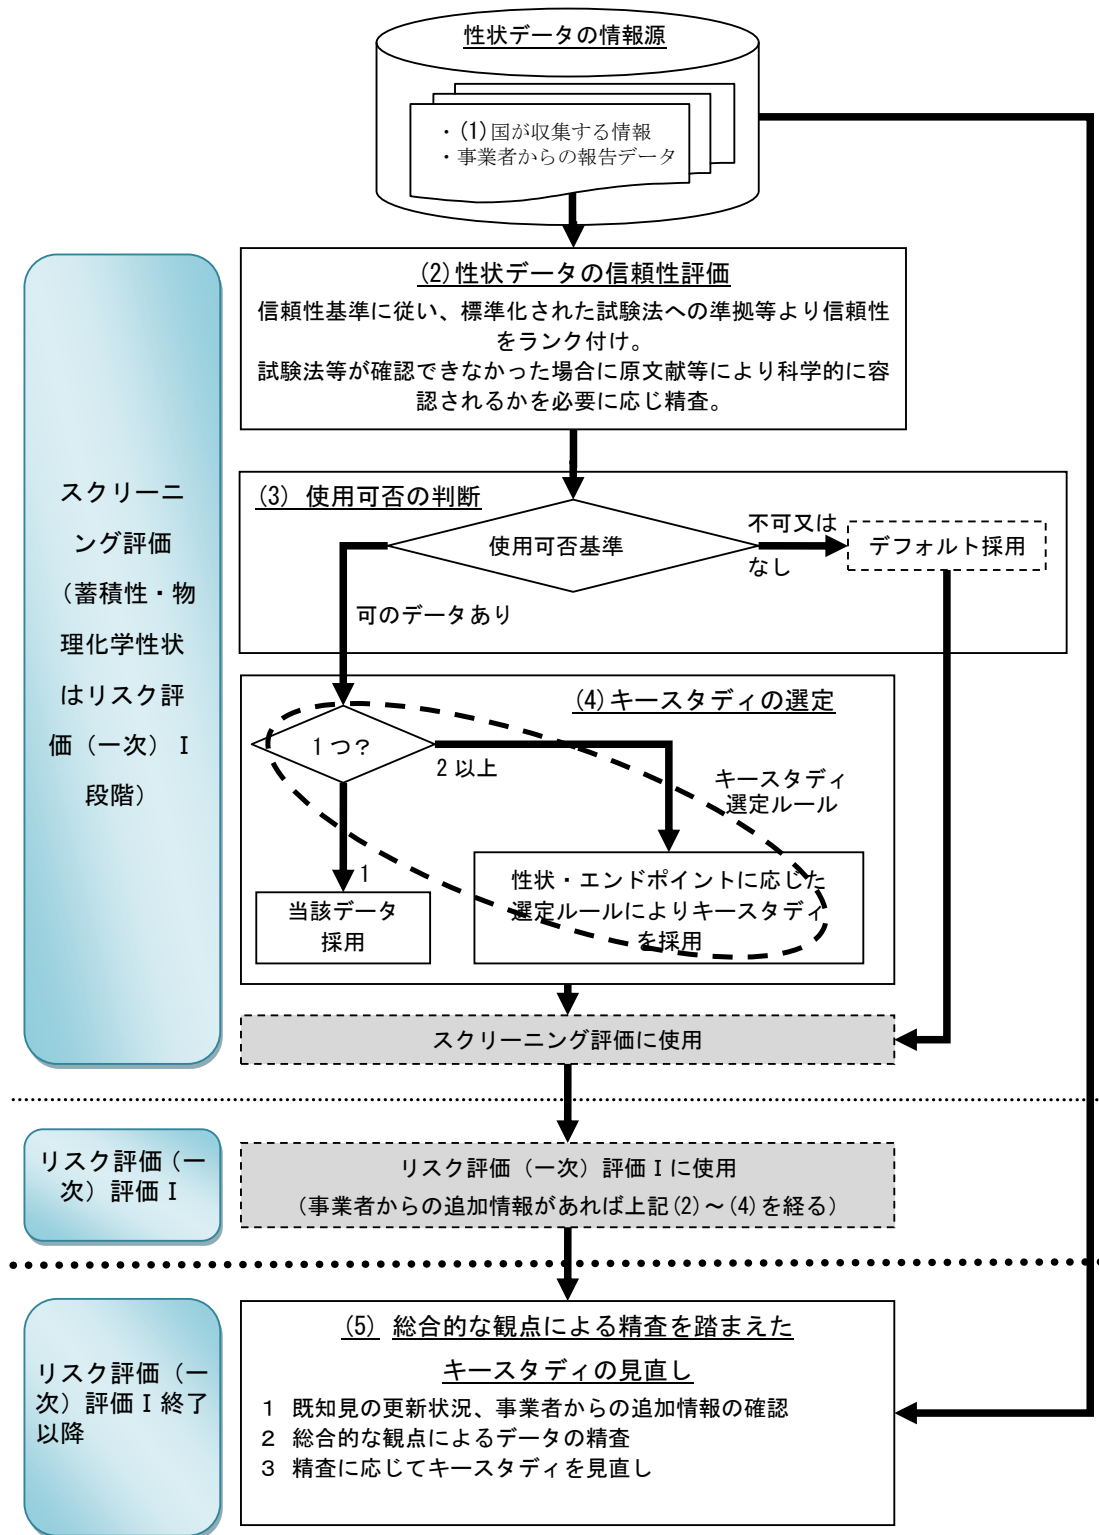 性状データの情報源
・(1)国が収集する情報
・事業者からの報告データ
(2)性状データの信頼性評価
信頼性基準に従い、標準化された試験法への準拠等より信頼性
をランク付け。
試験法等が確認できなかった場合に原文献等により科学的に容
認されるかを必要に応じ精査。
スクリーニ
ング評価
（蓄積性・物
理化学性状
はリスク評
価（一次）Ⅰ
段階）
(3) 使用可否の判断
使用可否基準
不可又は
なし
デフォルト採用
可のデータあり
(4)キースタディの選定
1つ？
2以上
キースタディ
選定ルール
1
当該データ
採用
性状・エンドポイントに応じた
選定ルールによりキースタディ
を採用
スクリーニング評価に使用
リスク評価（一
次）評価Ⅰ
リスク評価（一次）評価Ⅰに使用
（事業者からの追加情報があれば上記(2)～(4)を経る）
リスク評価（一
次）評価Ⅰ終了
以降
(5) 総合的な観点による精査を踏まえた
キースタディの見直し
1 既知見の更新状況、事業者からの追加情報の確認
2 総合的な観点によるデータの精査
3 精査に応じてキースタディを見直し